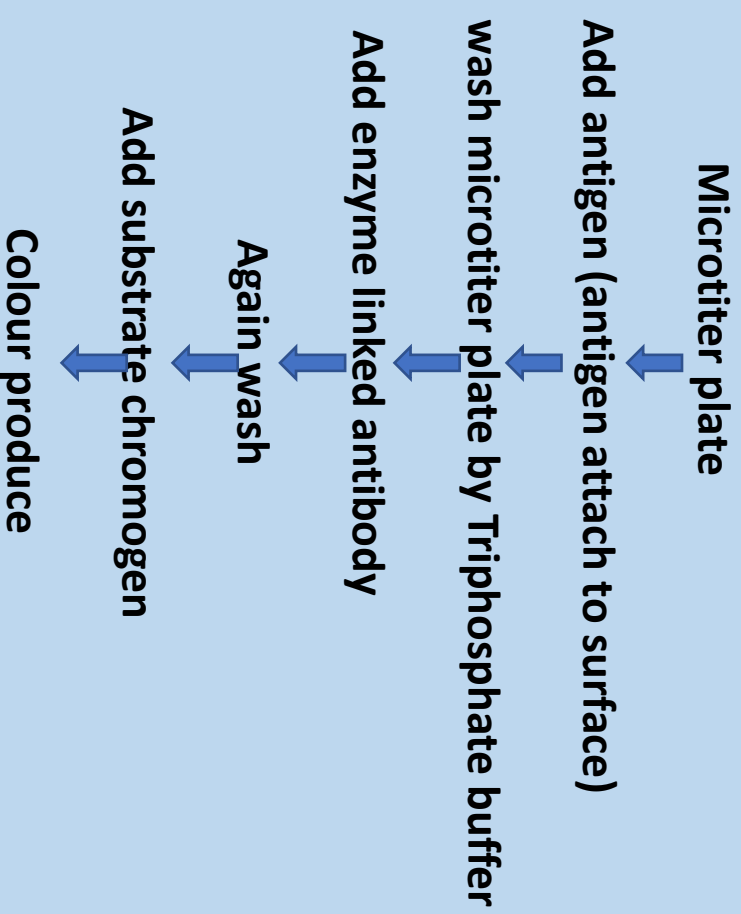 Microtiter plate
Add antigen (antigen attach to surface)
wash microtiter plate by Triphosphate buffer
Add enzyme linked antibody
Again wash
Add substrate chromogen
Colour produce